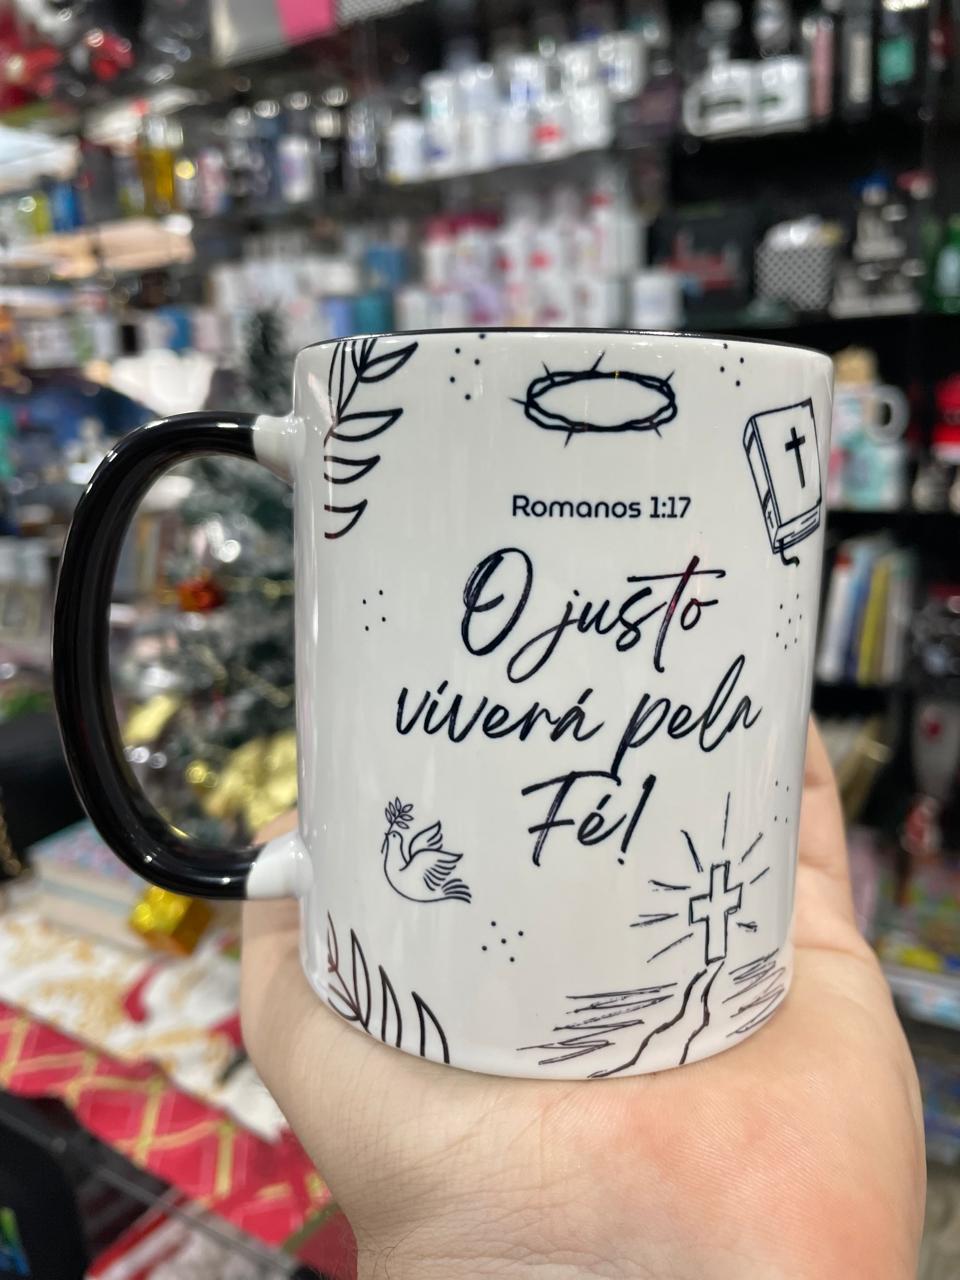 Romanos 1:17
O justo
viverá pela
Fé!